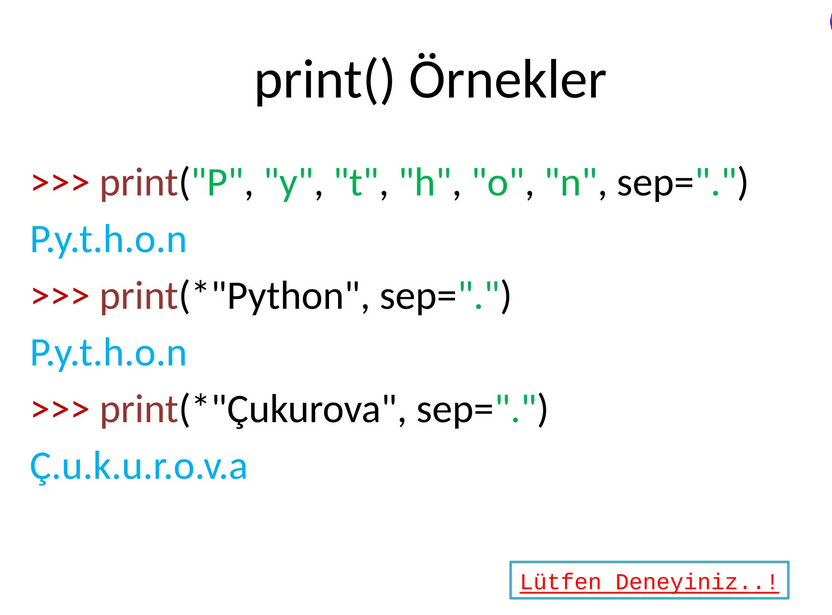 print() Örnekler
>>> print("P", "y", "t", "h", "o", "n", sep=".")
P.y.t.h.o.n
>>> print(*"Python", sep=".")
P.y.t.h.o.n
>>> print(*"Çukurova", sep=".")
Ç.u.k.u.r.o.v.a
Lütfen Deneyiniz..!